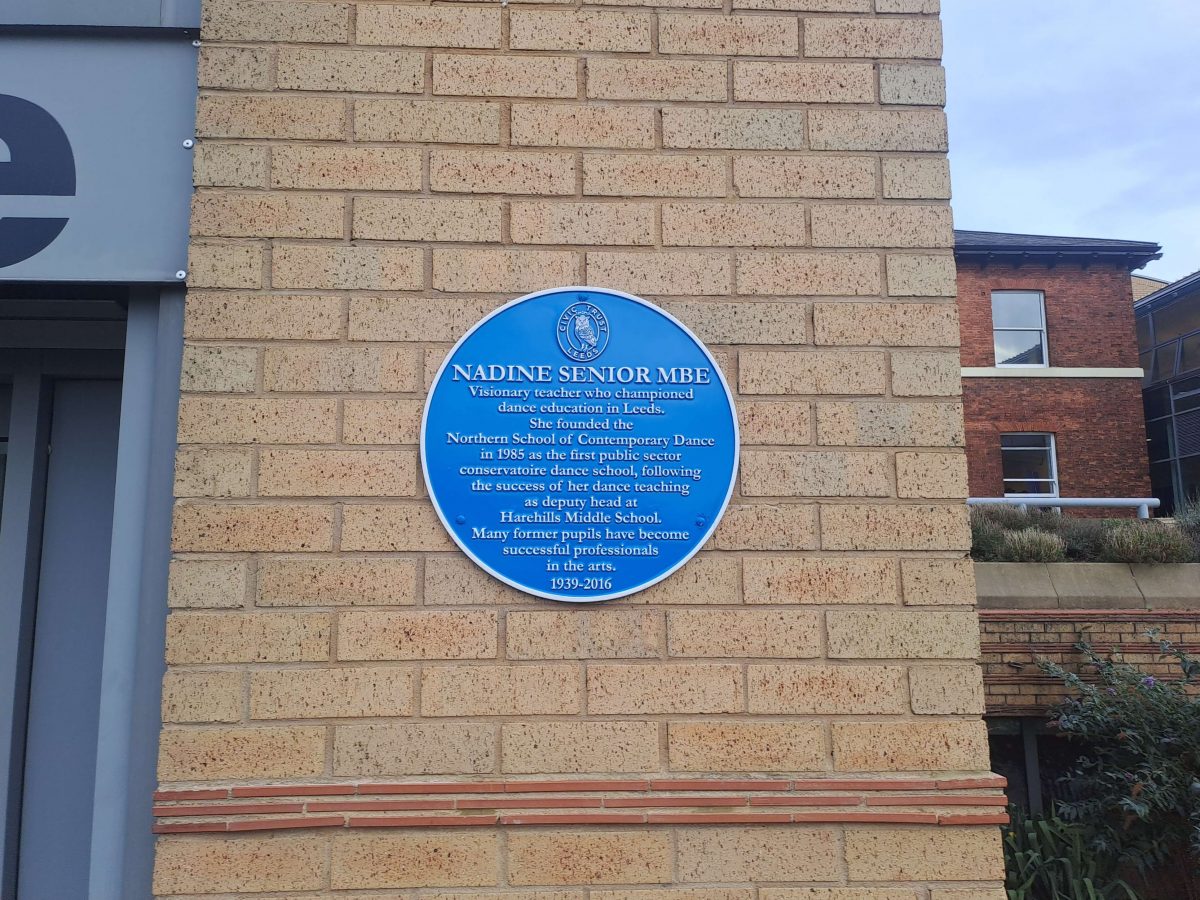 e
CIVIC TRUST
LEEDS
NADINE SENIOR MBE
Visionary teacher who championed
dance education in Leeds.
She founded the
Northern School of Contemporary Dance
in 1985 as the first public sector
conservatoire dance school, following
the success of her dance teaching
as deputy head at
Harehills Middle School.
Many former pupils have become
successful professionals
in the arts.
1939-2016